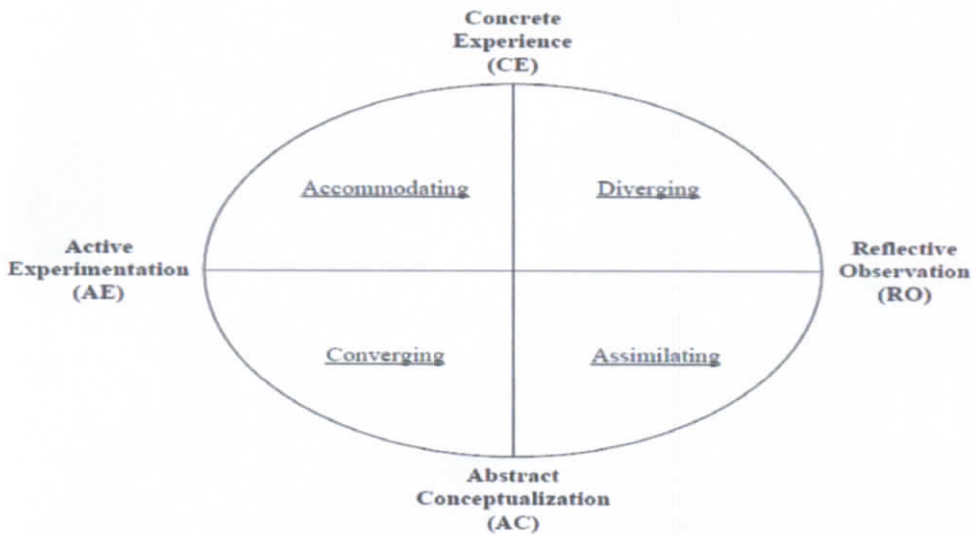 Concrete
Experience
(CE)
Accommodating
Diverging
Active
Experimentation
(AE)
Reflective
Observation
(RO)
Converging
Assimilating
Abstract
Conceptualization
(AC)